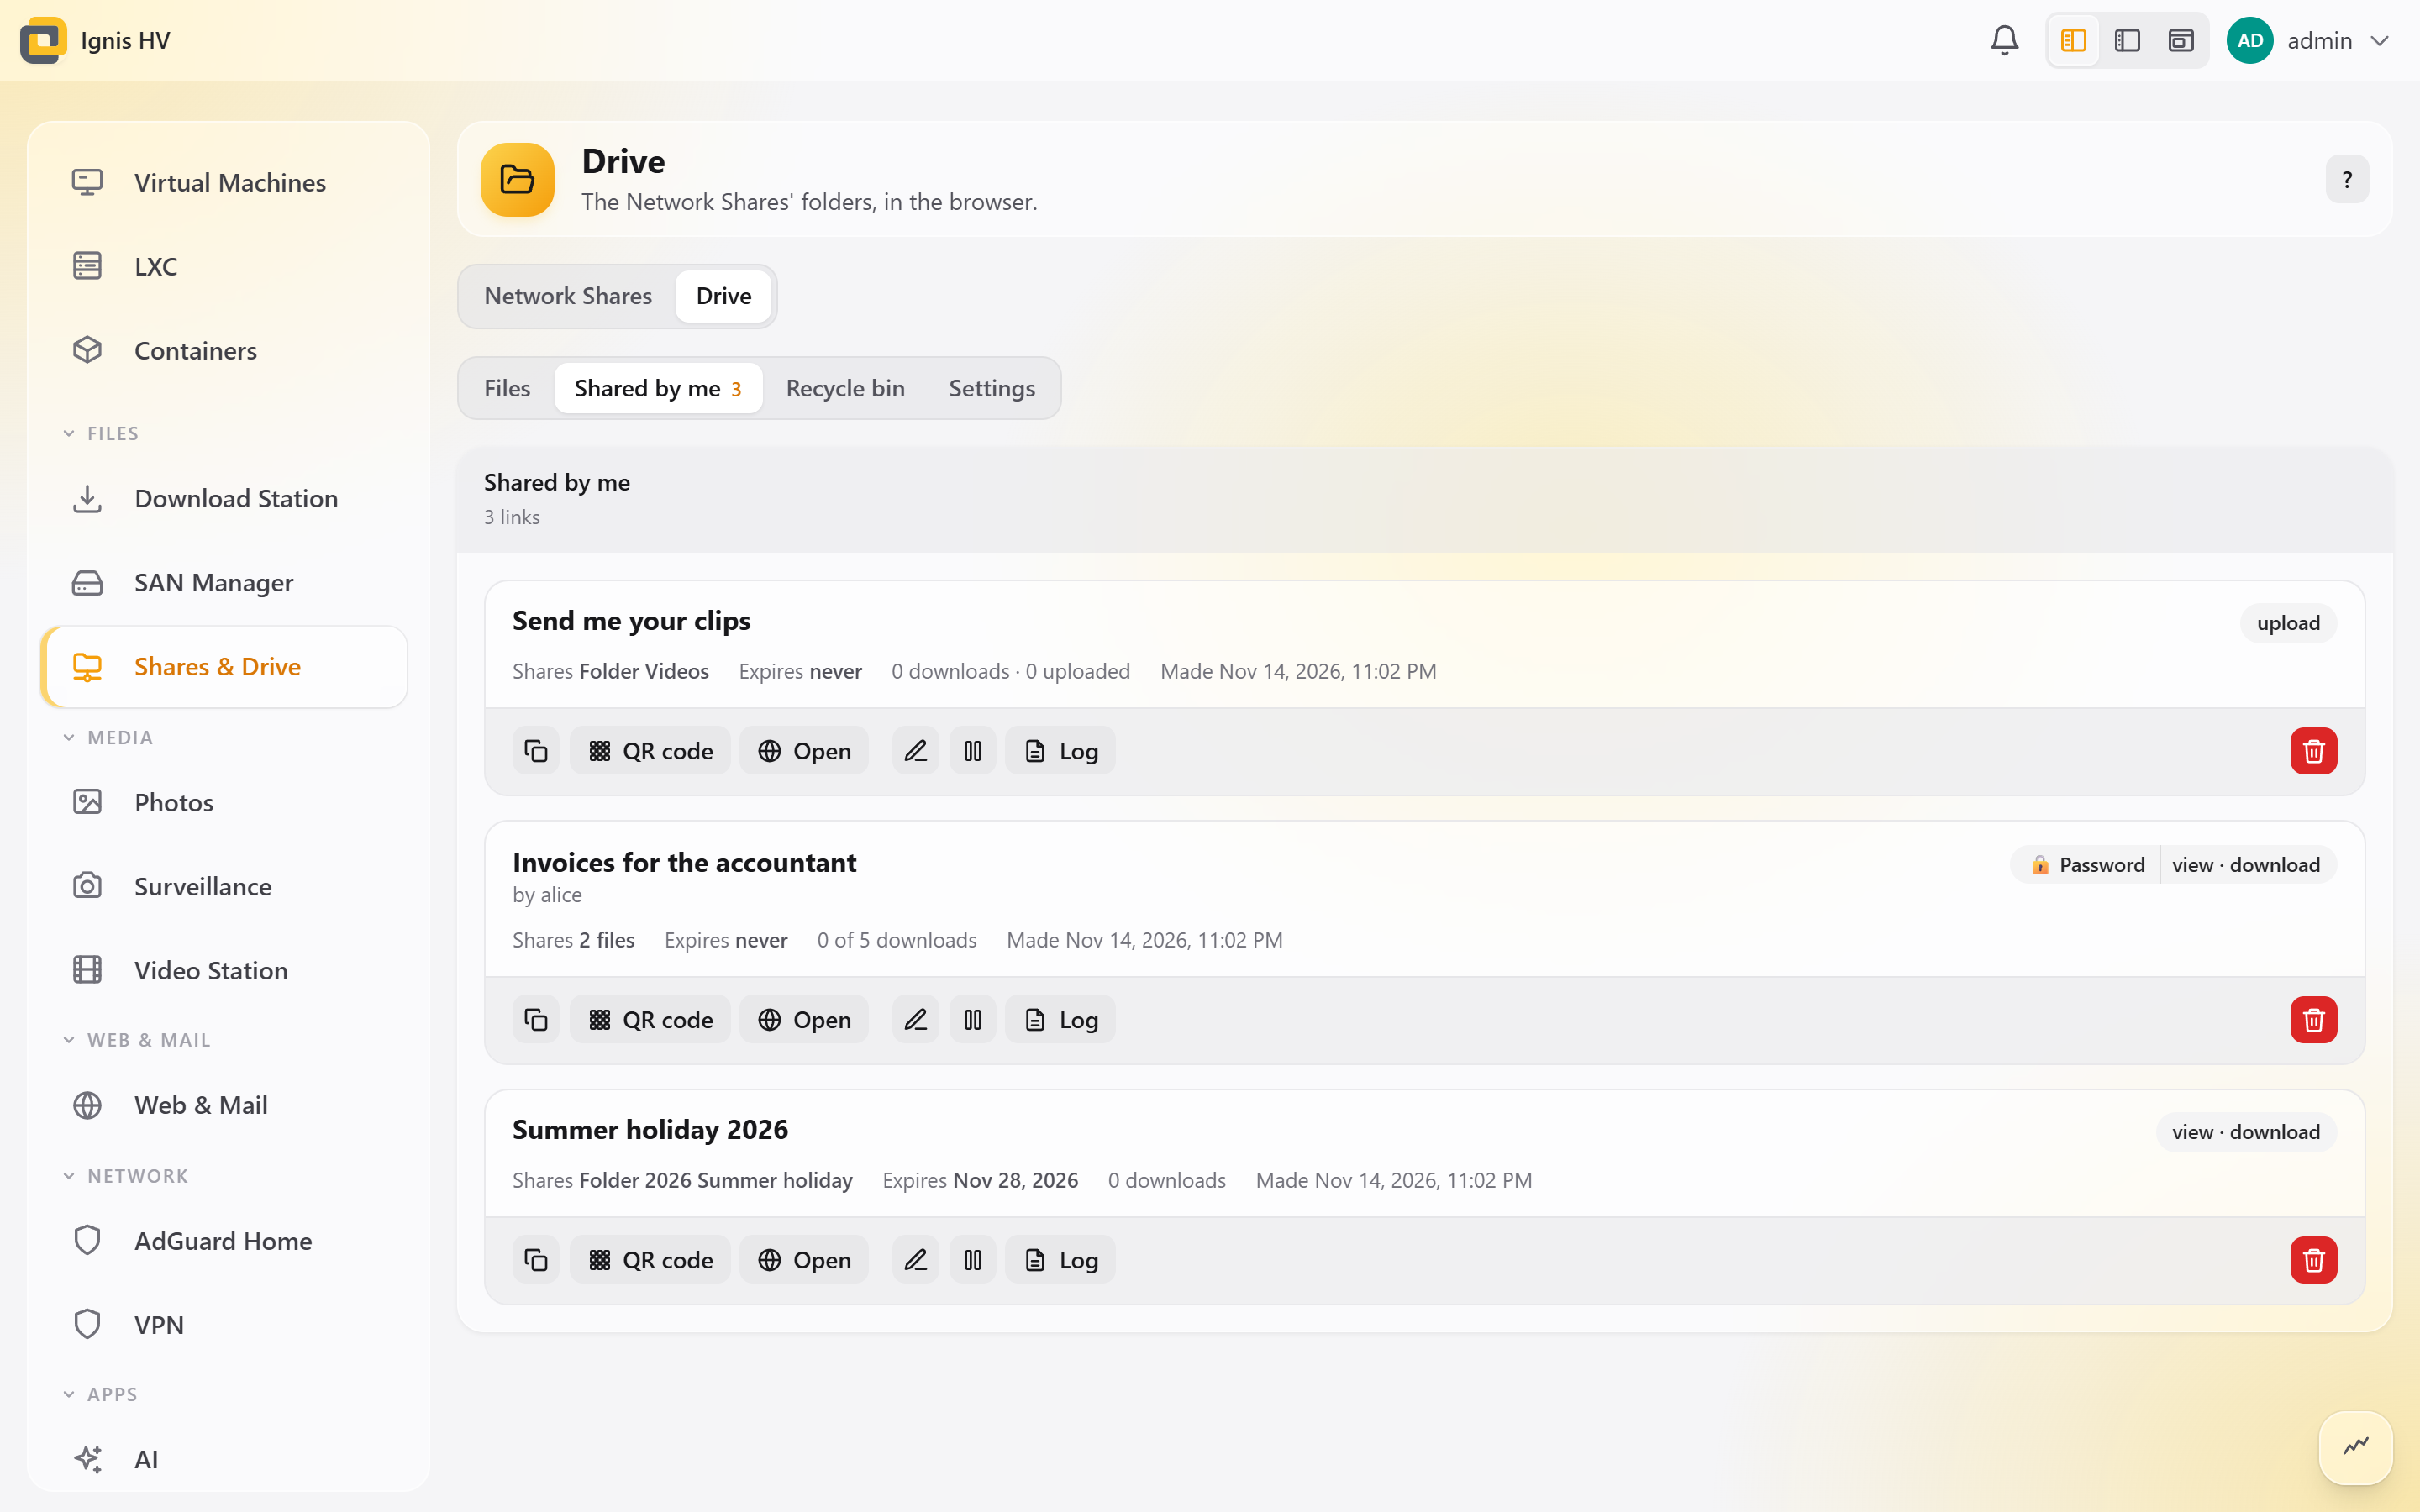 Ignis HV
AD admin
Virtual Machines
LXC
Containers
FILES
Download Station
SAN Manager
Shares & Drive
MEDIA
Photos
Surveillance
Video Station
WEB & MAIL
Web & Mail
NETWORK
AdGuard Home
VPN
APPS
AI
Drive
The Network Shares' folders, in the browser.
?
Network Shares Drive
Files Shared by me 3 Recycle bin Settings
Shared by me
3 links
Send me your clips
upload
Shares Folder Videos Expires never 0 downloads · 0 uploaded Made Nov 14, 2026, 11:02 PM
QR code Open Log
Invoices for the accountant
Password view · download
by alice
Shares 2 files Expires never 0 of 5 downloads Made Nov 14, 2026, 11:02 PM
QR code Open Log
Summer holiday 2026
view · download
Shares Folder 2026 Summer holiday Expires Nov 28, 2026 0 downloads Made Nov 14, 2026, 11:02 PM
QR code Open Log